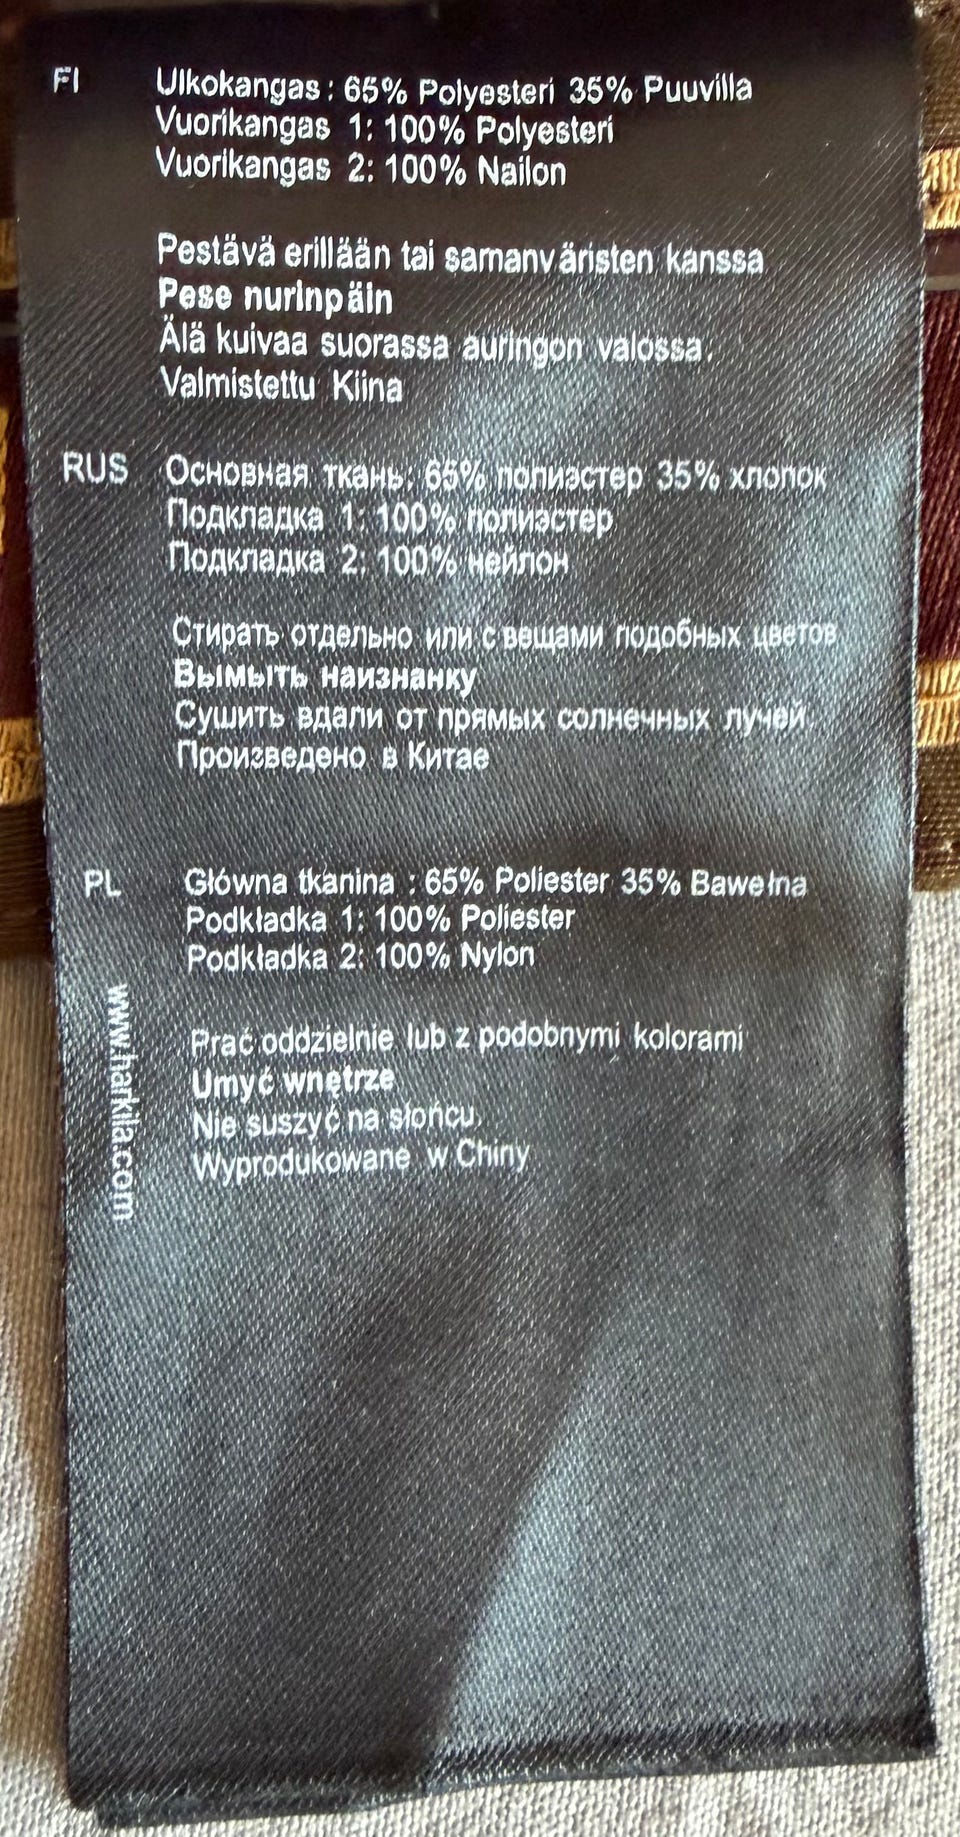 FI Ulkokangas : 65% Polyesteri 35% Puuvilla
Vuorikangas 1: 100% Polyesteri
Vuorikangas 2: 100% Nailon
Pestävä erillään tai samanväristen kanssa
Pese nurinpäin
Älä kuivaa suorassa auringon valossa.
Valmistettu Kiina
RUS Основная ткань: 65% полиэстер 35% хлопок
Подкладка 1: 100% полиэстер
Подкладка 2: 100% нейлон
Стирать отдельно или с вещами подобных цветов
Вымыть наизнанку
Сушить вдали от прямых солнечных лучей.
Произведено в Китае
PL Główna tkanina : 65% Poliester 35% Bawełna
Podkładka 1: 100% Poliester
Podkładka 2: 100% Nylon
Prać oddzielnie lub z podobnymi kolorami
Umyć wnętrze
Nie suszyć na słońcu.
Wyprodukowane w Chiny
www.harkila.com